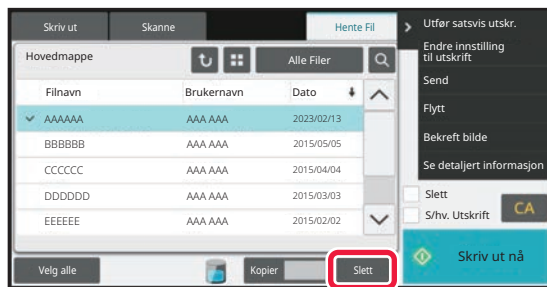 Skriv ut
Skanne
Hente Fil
Hovedmappe
Alle Filer
Filnavn
Brukernavn
Dato
AAAAAA
AAA AAA
2023/02/13
BBBBBB
AAA AAA
2015/05/05
CCCCCC
AAA AAA
2015/04/04
DDDDDD
AAA AAA
2015/03/03
EEEEEE
AAA AAA
2015/02/02
Velg alle
Kopier
Slett
Utfør satsvis utskr.
Endre innstilling
til utskrift
Send
Flytt
Bekreft bilde
Se detaljert informasjon
Slett
S/hv. Utskrift
CA
Skriv ut nå